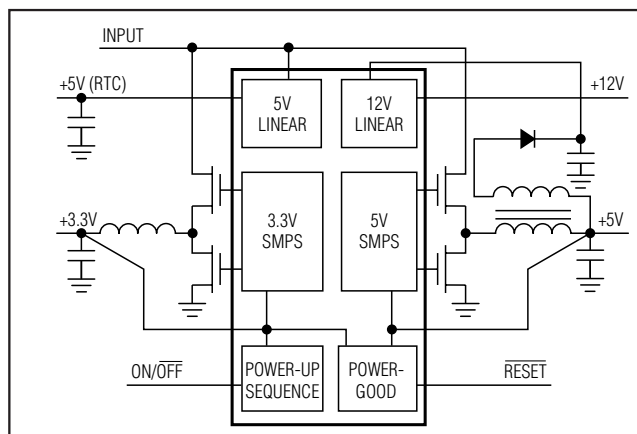 INPUT
+5V (RTC)
5V
LINEAR
12V
LINEAR
+12V
+3.3V
3.3V
SMPS
5V
SMPS
+5V
ON/OFF
POWER-UP
SEQUENCE
POWER-
GOOD
RESET